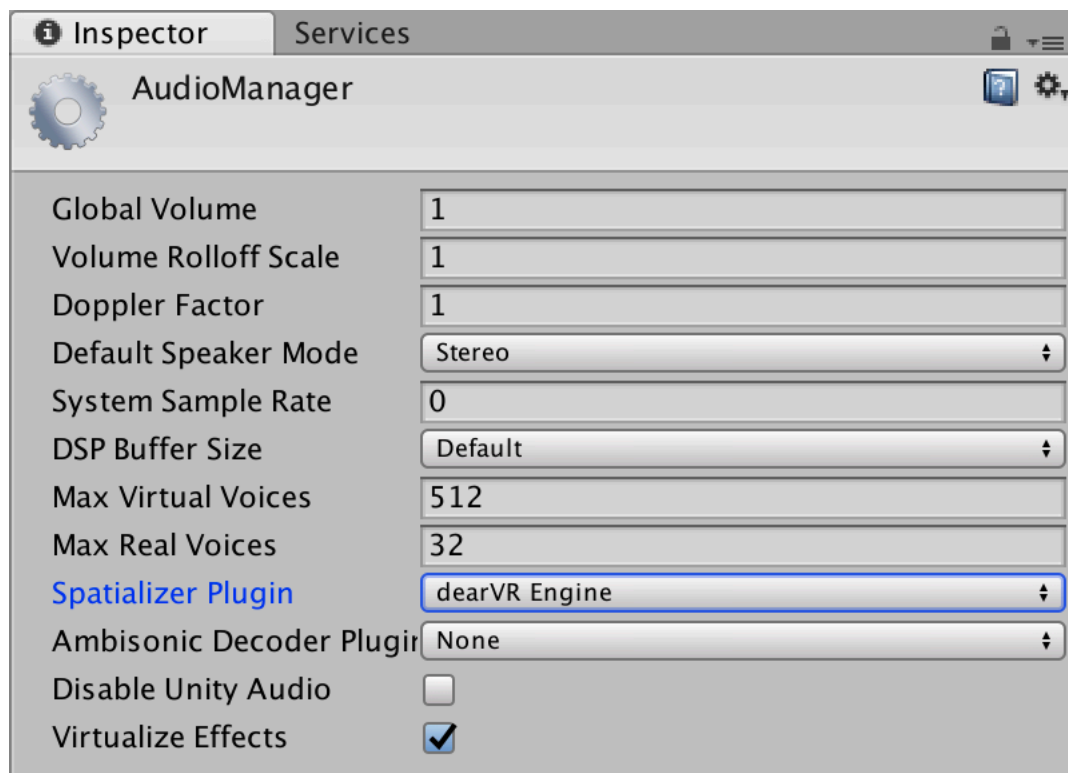 Inspector Services
AudioManager
Global Volume 1
Volume Rolloff Scale 1
Doppler Factor 1
Default Speaker Mode Stereo
System Sample Rate 0
DSP Buffer Size Default
Max Virtual Voices 512
Max Real Voices 32
Spatializer Plugin dearVR Engine
Ambisonic Decoder Plugin None
Disable Unity Audio
Virtualize Effects